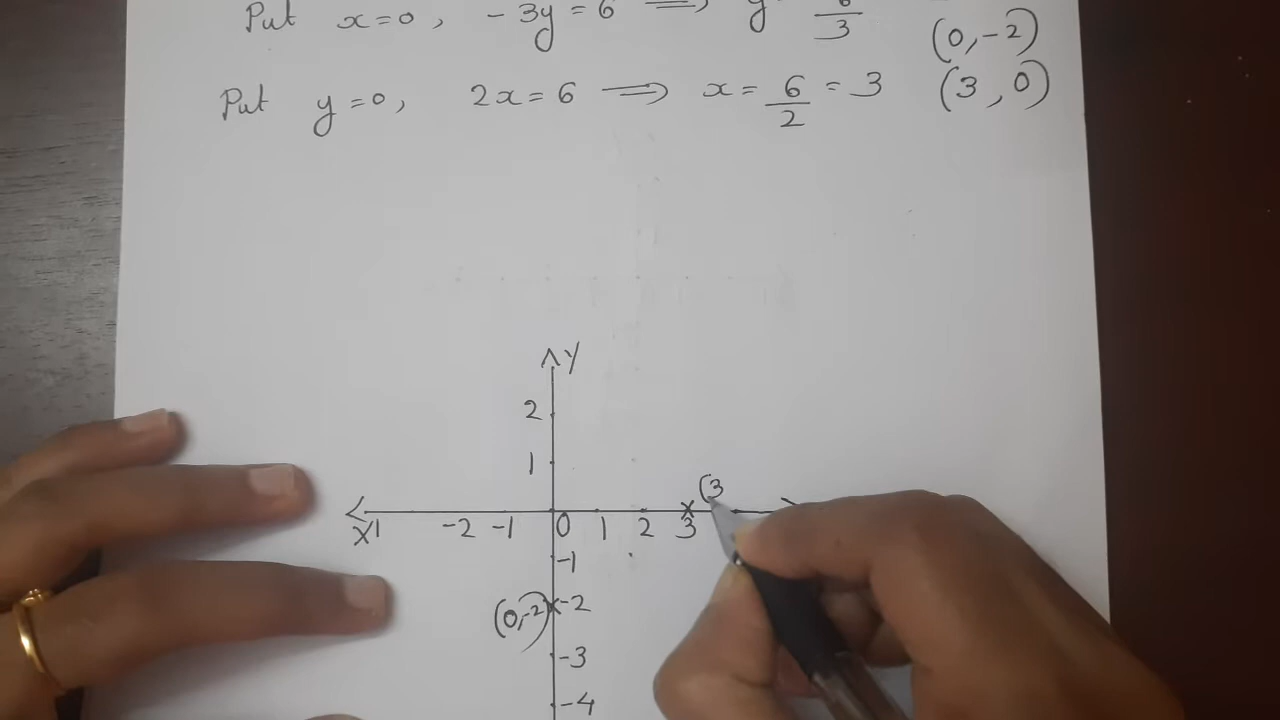 Put x=0, -3y=6 ⟹ y 6/3 (0,-2)
Put y=0, 2x=6 ⟹ x = 6/2 = 3 (3,0)
Y
2
1
(3
X1 -2 -1 0 1 2 3
-1
(0,-2) -2
-3
-4